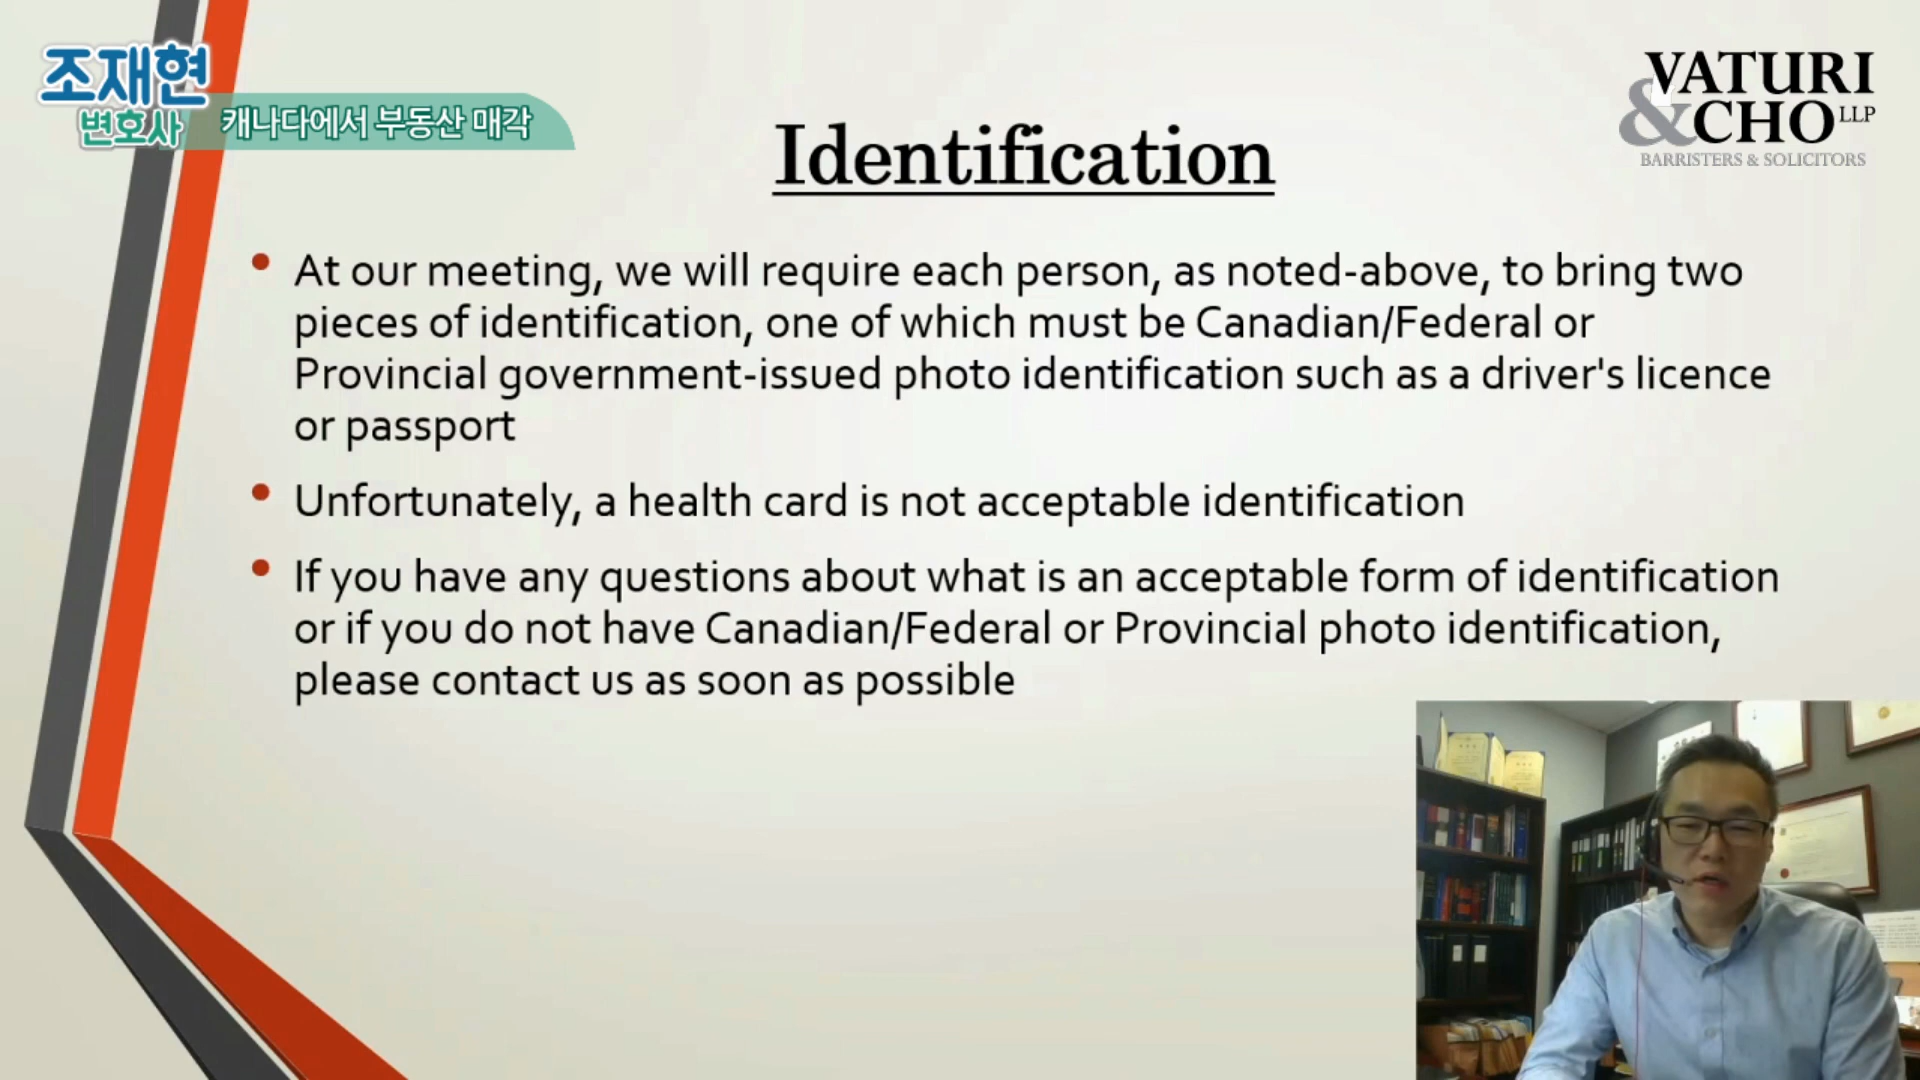 조재현
변호사
캐나다에서 부동산 매각
VATURI
&CHO LLP
BARRISTERS & SOLICITORS
Identification
• At our meeting, we will require each person, as noted-above, to bring two
pieces of identification, one of which must be Canadian/Federal or
Provincial government-issued photo identification such as a driver's licence
or passport
• Unfortunately, a health card is not acceptable identification
• If you have any questions about what is an acceptable form of identification
or if you do not have Canadian/Federal or Provincial photo identification,
please contact us as soon as possible